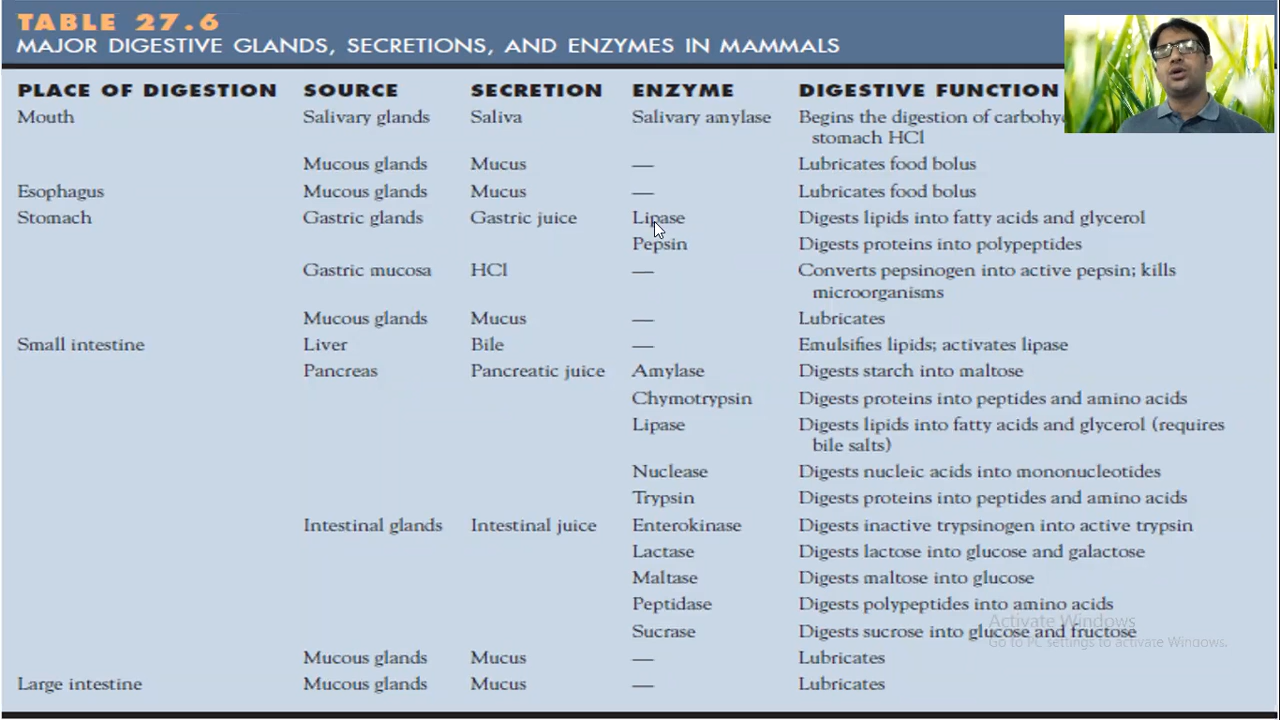 TABLE 27.6
MAJOR DIGESTIVE GLANDS, SECRETIONS, AND ENZYMES IN MAMMALS
PLACE OF DIGESTION SOURCE SECRETION ENZYME DIGESTIVE FUNCTION
Mouth Salivary glands Saliva Salivary amylase Begins the digestion of
stomach HCl
Mucous glands Mucus — Lubricates food bolus
Esophagus Mucous glands Mucus — Lubricates food bolus
Stomach Gastric glands Gastric juice Lipase Digests lipids into fatty acids and glycerol
Pepsin Digests proteins into polypeptides
Gastric mucosa HCl — Converts pepsinogen into active pepsin; kills
microorganisms
Mucous glands Mucus — Lubricates
Small intestine Liver Bile — Emulsifies lipids; activates lipase
Pancreas Pancreatic juice Amylase Digests starch into maltose
Chymotrypsin Digests proteins into peptides and amino acids
Lipase Digests lipids into fatty acids and glycerol (requires
bile salts)
Nuclease Digests nucleic acids into mononucleotides
Trypsin Digests proteins into peptides and amino acids
Intestinal glands Intestinal juice Enterokinase Digests inactive trypsinogen into active trypsin
Lactase Digests lactose into glucose and galactose
Maltase Digests maltose into glucose
Peptidase Digests polypeptides into amino acids
Sucrase Digests sucrose into glucose and fructose
Mucous glands Mucus — Lubricates
Large intestine Mucous glands Mucus — Lubricates
Activate Windows
Go to PC settings to activate Windows.